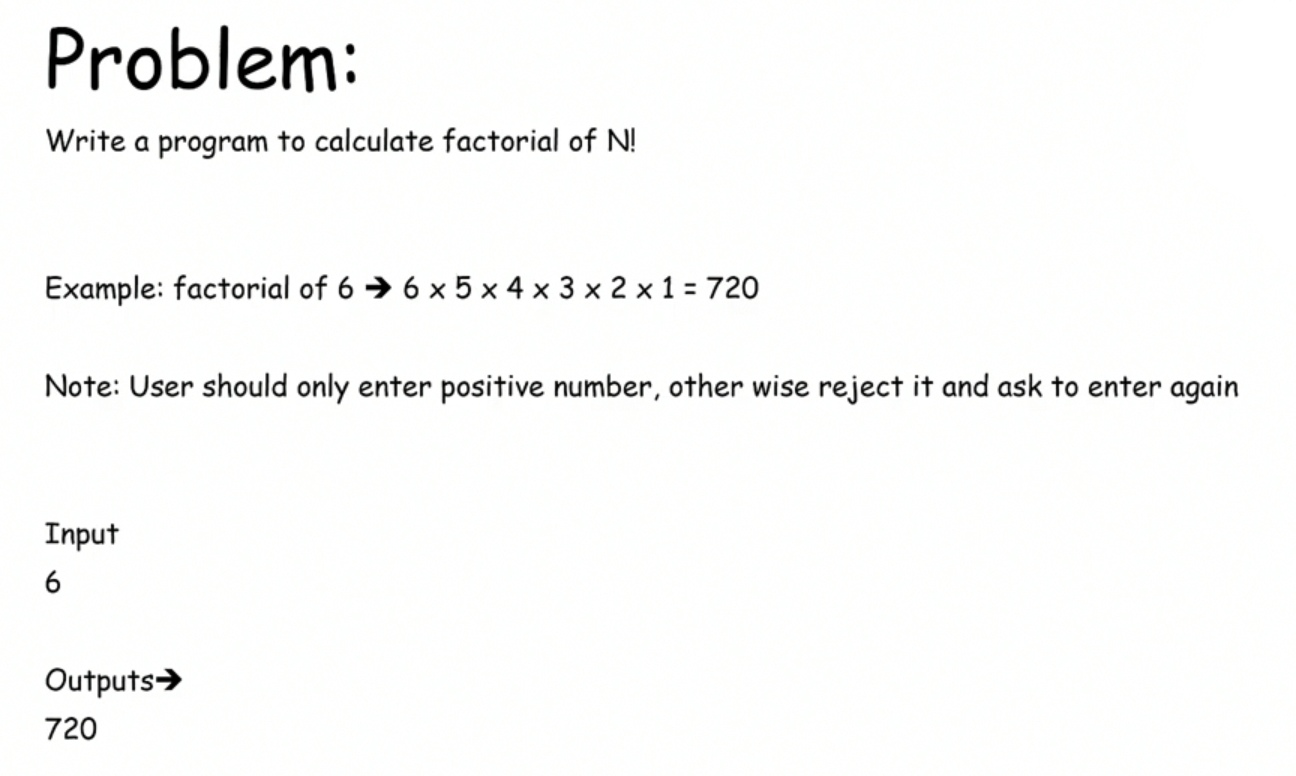 Problem:
Write a program to calculate factorial of N!
Example: factorial of 6 ➔ 6 x 5 x 4 x 3 x 2 x 1 = 720
Note: User should only enter positive number, other wise reject it and ask to enter again
Input
6
Outputs➔
720